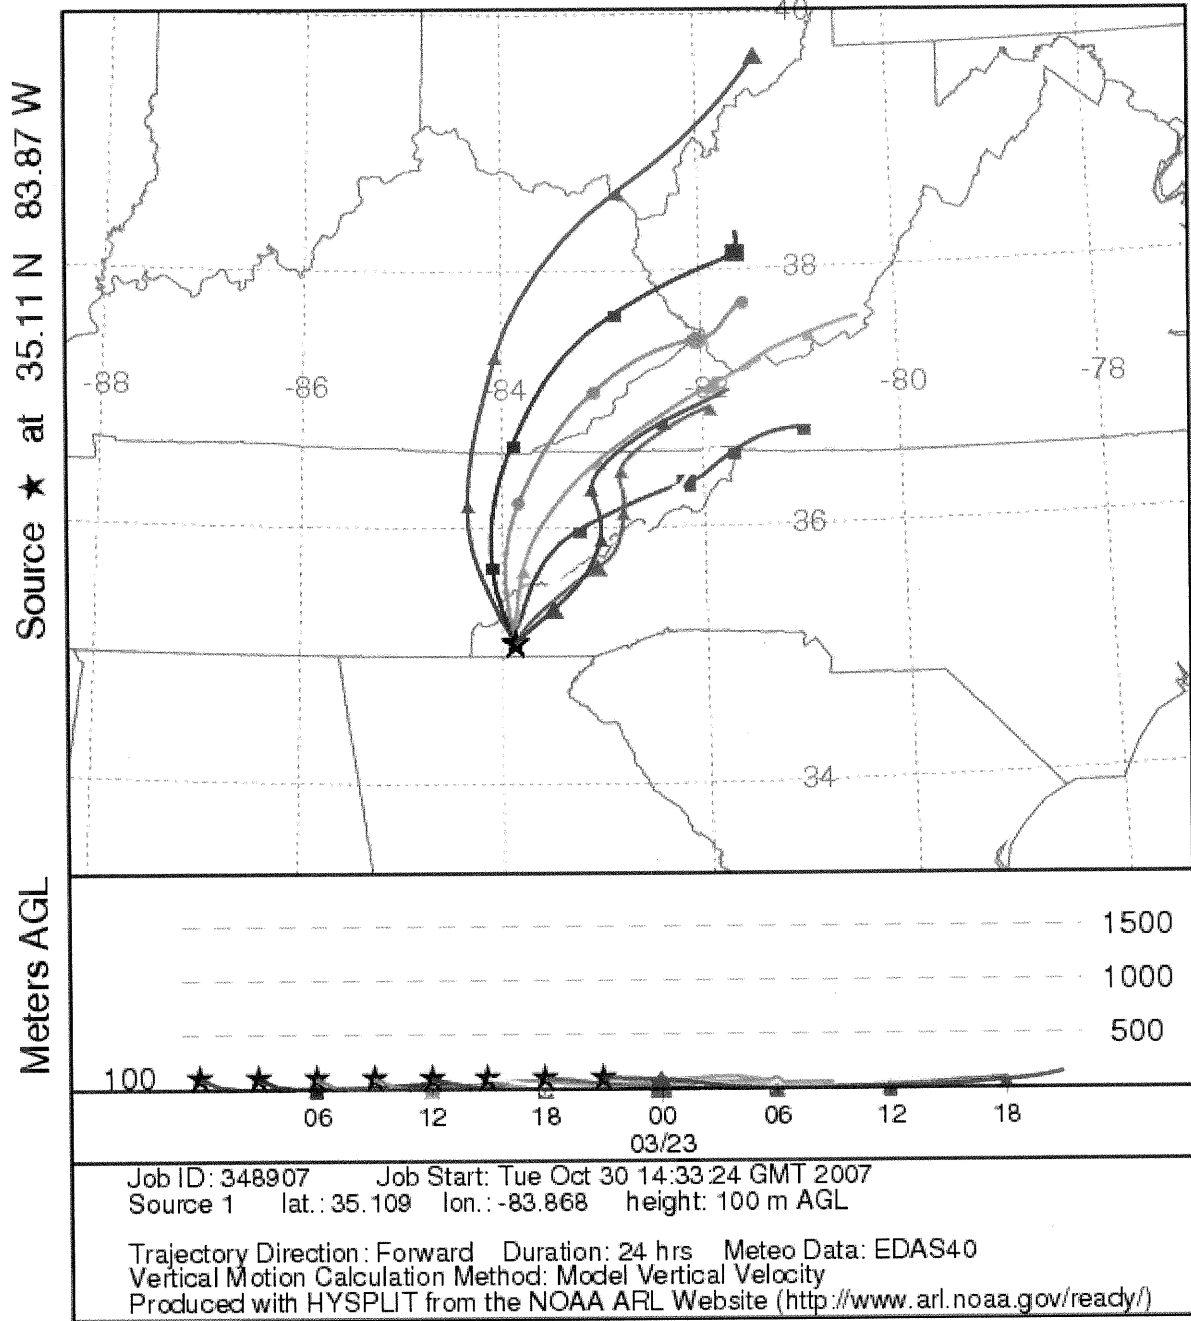 40
Source ★ at 35.11 N 83.87 W
38
-88 -86 -84 -80 -78
36
34
Meters AGL
1500
1000
500
100
06 12 18 00 06 12 18
03/23
Job ID: 348907 Job Start: Tue Oct 30 14:33:24 GMT 2007
Source 1 lat.: 35.109 lon.: -83.868 height: 100 m AGL
Trajectory Direction: Forward Duration: 24 hrs Meteo Data: EDAS40
Vertical Motion Calculation Method: Model Vertical Velocity
Produced with HYSPLIT from the NOAA ARL Website (http://www.arl.noaa.gov/ready/)